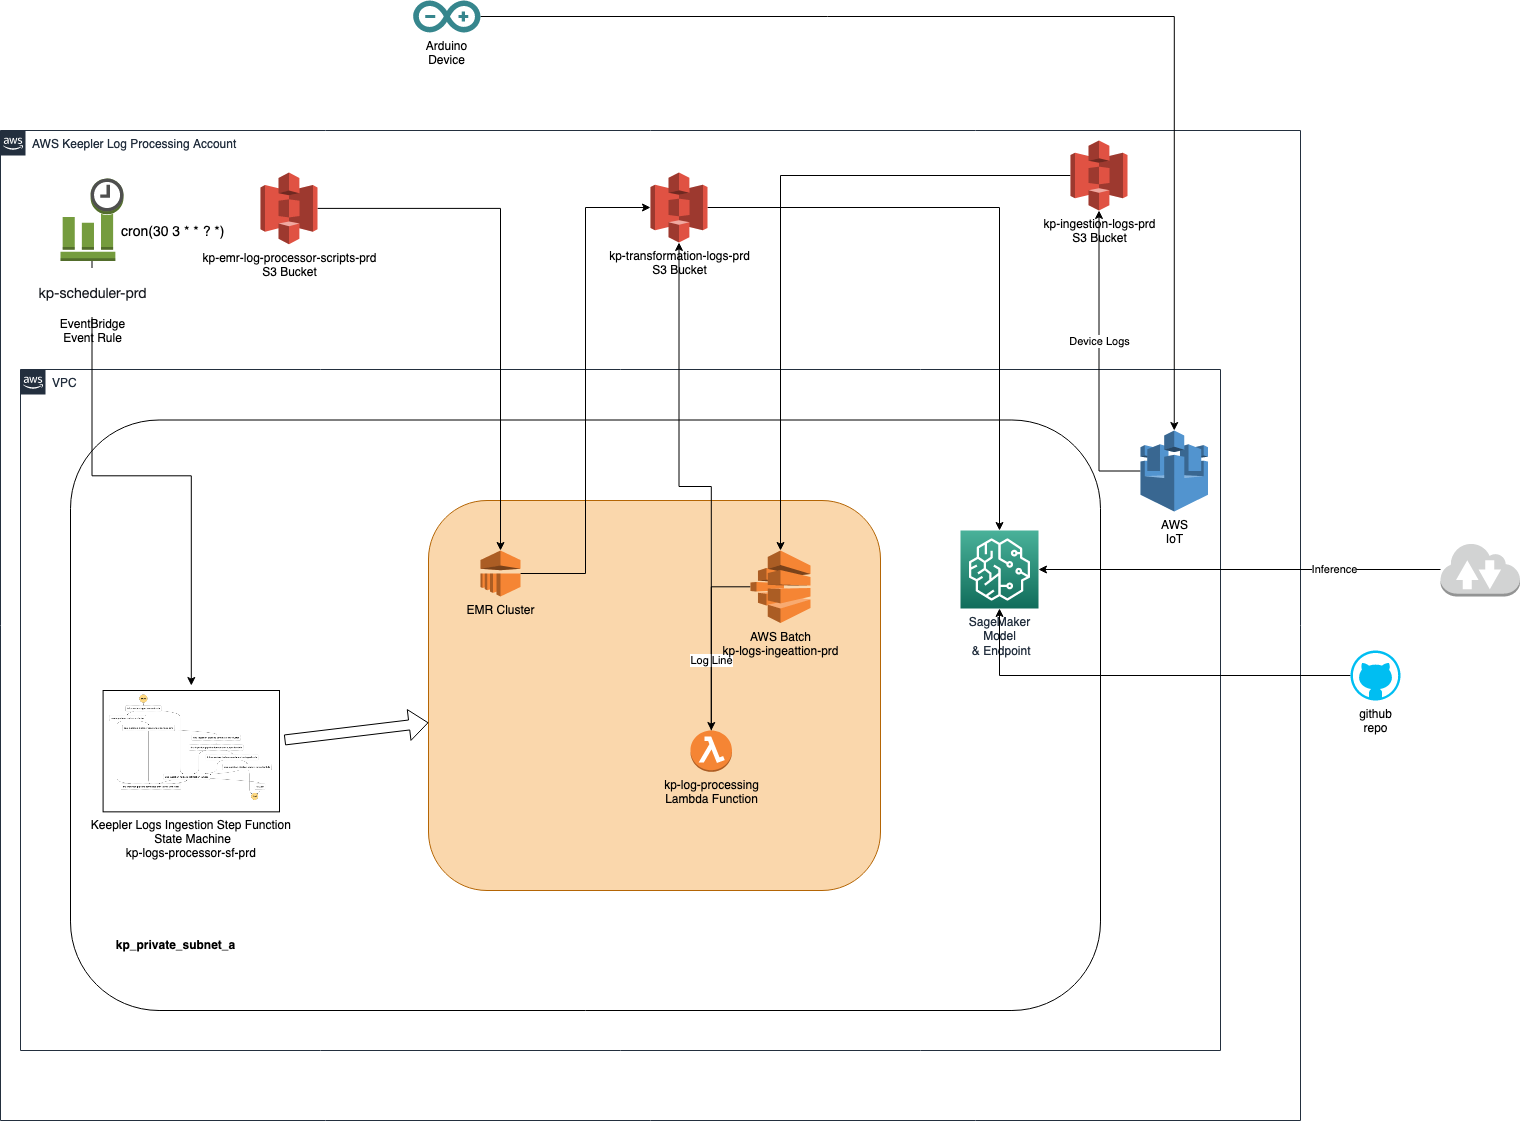 Arduino
Device
aws
AWS Keepler Log Processing Account
cron(30 3 * * ? *)
kp-emr-log-processor-scripts-prd
S3 Bucket
kp-transformation-logs-prd
S3 Bucket
kp-ingestion-logs-prd
S3 Bucket
kp-scheduler-prd
EventBridge
Event Rule
Device Logs
aws
VPC
AWS
IoT
EMR Cluster
AWS Batch
kp-logs-ingeattion-prd
Log Line
SageMaker
Model
& Endpoint
Inference
github
repo
kp-log-processing
Lambda Function
Keepler Logs Ingestion Step Function
State Machine
kp-logs-processor-sf-prd
kp_private_subnet_a